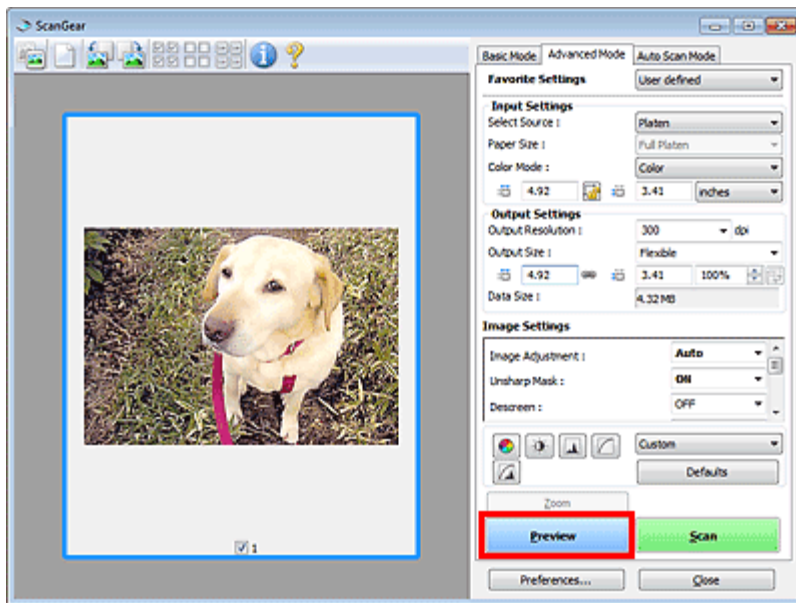 ScanGear
Basic Mode Advanced Mode Auto Scan Mode
Favorite Settings User defined
Input Settings
Select Source : Platen
Paper Size : Full Platen
Color Mode : Color
4.92 3.41 inches
Output Settings
Output Resolution : 300 dpi
Output Size : Flexible
4.92 3.41 100%
Data Size : 4.32 MB
Image Settings
Image Adjustment : Auto
Unsharp Mask : ON
Descreen : OFF
Custom
Defaults
Zoom
Preview Scan
Preferences... Close
1